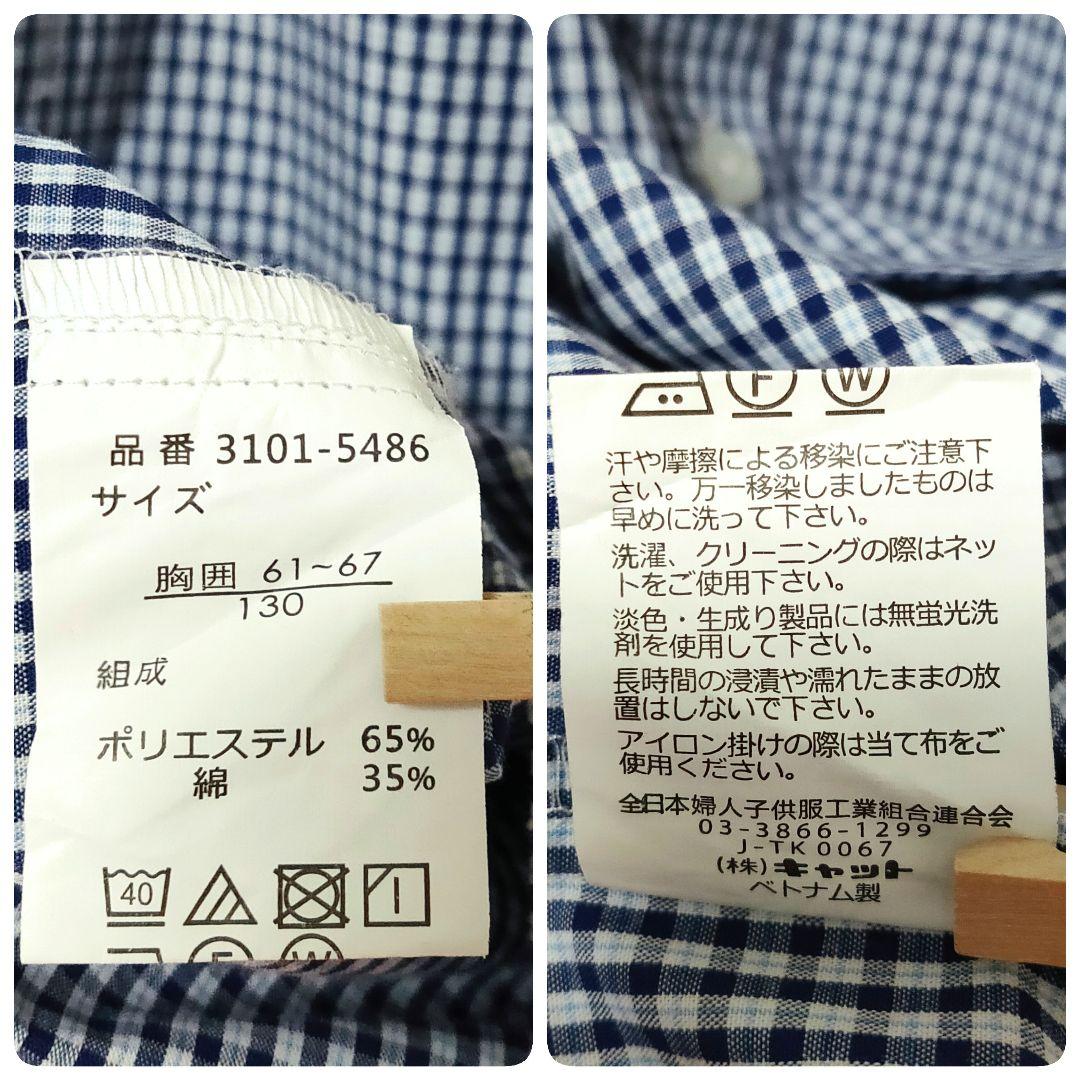 品番 3101-5486
サイズ
胸囲 61~67
130
組成
ポリエステル 65%
綿 35%
40
F W
汗や摩擦による移染にご注意下
さい。万一移染しましたものは
早めに洗って下さい。
洗濯、クリーニングの際はネッ
トをご使用下さい。
淡色・生成り製品には無蛍光洗
剤を使用して下さい。
長時間の浸漬や濡れたままの放
置はしないで下さい。
アイロン掛けの際は当て布をご
使用ください。
全日本婦人子供服工業組合連合会
03-3866-1299
J-TK0067
(株)キャット
ベトナム製